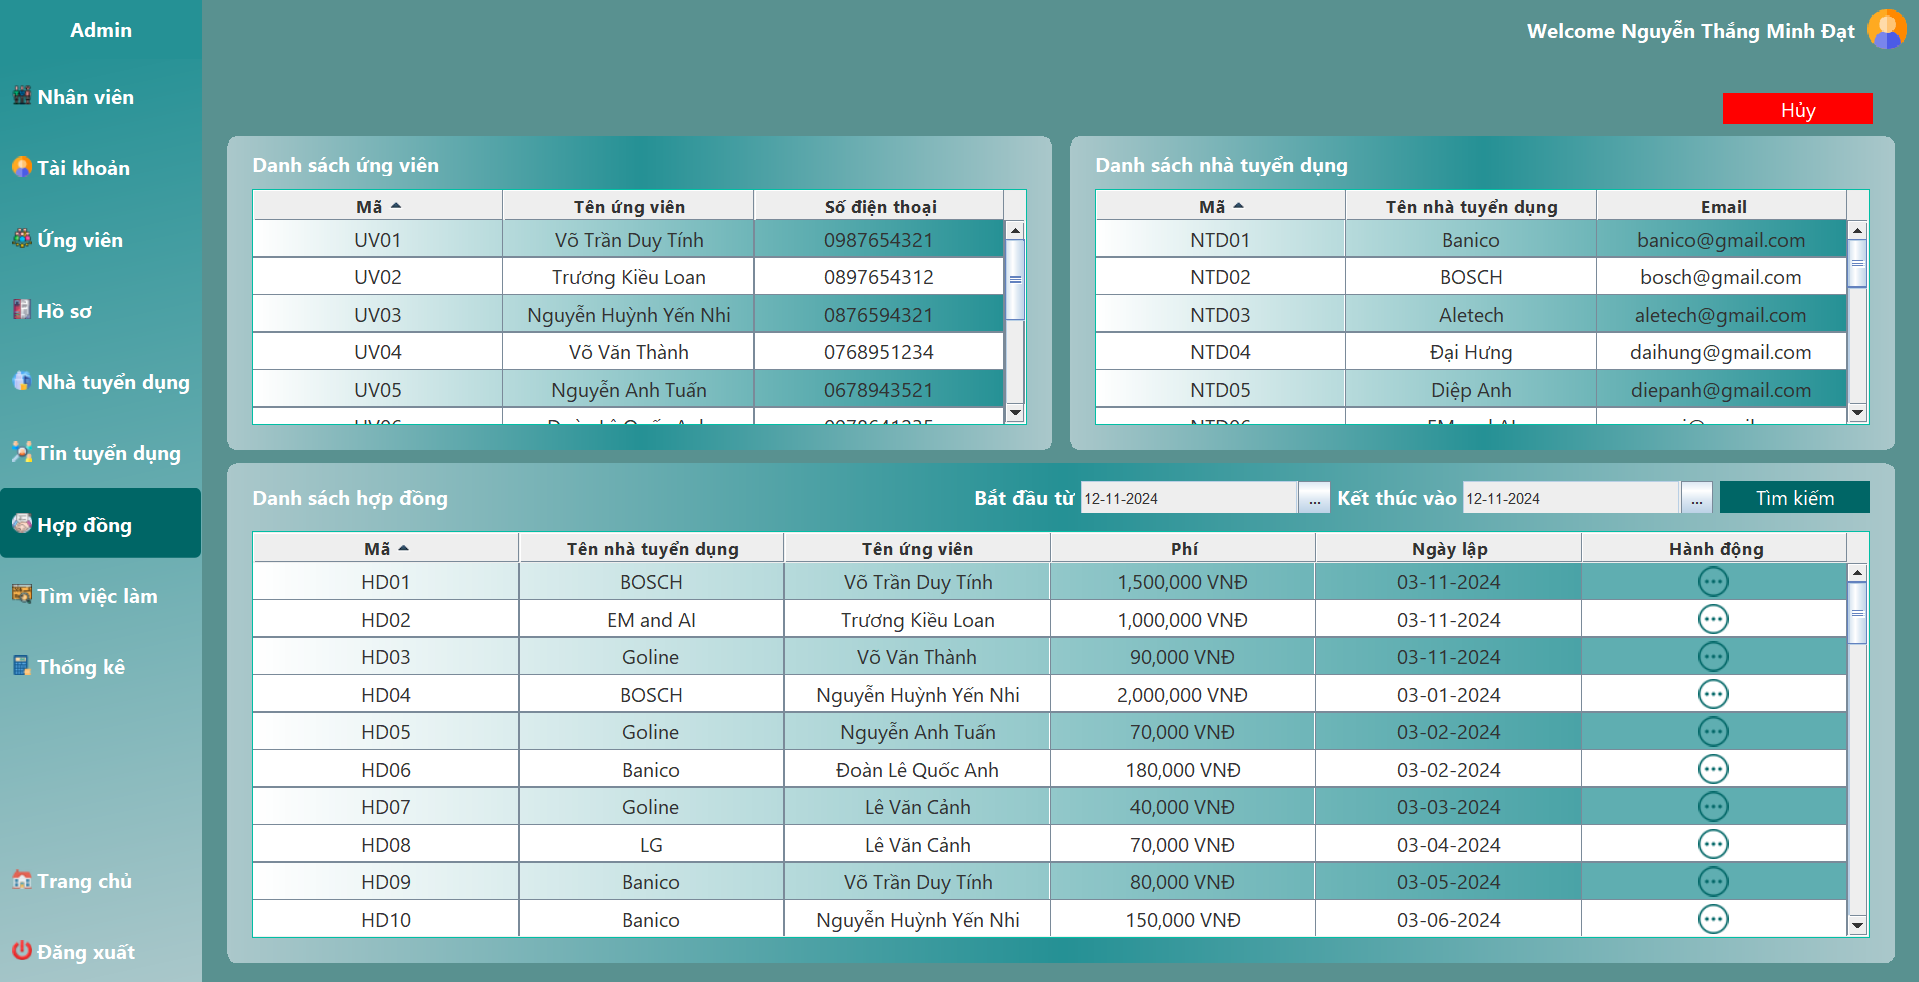 Admin
Welcome Nguyễn Thắng Minh Đạt
Nhân viên
Tài khoản
Ứng viên
Hồ sơ
Nhà tuyển dụng
Tin tuyển dụng
Hợp đồng
Tìm việc làm
Thống kê
Trang chủ
Đăng xuất
Hủy
Danh sách ứng viên
Mã Tên ứng viên Số điện thoại
UV01 Võ Trần Duy Tính 0987654321
UV02 Trương Kiều Loan 0897654312
UV03 Nguyễn Huỳnh Yến Nhi 0876594321
UV04 Võ Văn Thành 0768951234
UV05 Nguyễn Anh Tuấn 0678943521
Danh sách nhà tuyển dụng
Mã Tên nhà tuyển dụng Email
NTD01 Banico banico@gmail.com
NTD02 BOSCH bosch@gmail.com
NTD03 Aletech aletech@gmail.com
NTD04 Đại Hưng daihung@gmail.com
NTD05 Diệp Anh diepanh@gmail.com
Danh sách hợp đồng Bắt đầu từ 12-11-2024 ... Kết thúc vào 12-11-2024 ... Tìm kiếm
Mã Tên nhà tuyển dụng Tên ứng viên Phí Ngày lập Hành động
HD01 BOSCH Võ Trần Duy Tính 1,500,000 VNĐ 03-11-2024
HD02 EM and AI Trương Kiều Loan 1,000,000 VNĐ 03-11-2024
HD03 Goline Võ Văn Thành 90,000 VNĐ 03-11-2024
HD04 BOSCH Nguyễn Huỳnh Yến Nhi 2,000,000 VNĐ 03-01-2024
HD05 Goline Nguyễn Anh Tuấn 70,000 VNĐ 03-02-2024
HD06 Banico Đoàn Lê Quốc Anh 180,000 VNĐ 03-02-2024
HD07 Goline Lê Văn Cảnh 40,000 VNĐ 03-03-2024
HD08 LG Lê Văn Cảnh 70,000 VNĐ 03-04-2024
HD09 Banico Võ Trần Duy Tính 80,000 VNĐ 03-05-2024
HD10 Banico Nguyễn Huỳnh Yến Nhi 150,000 VNĐ 03-06-2024